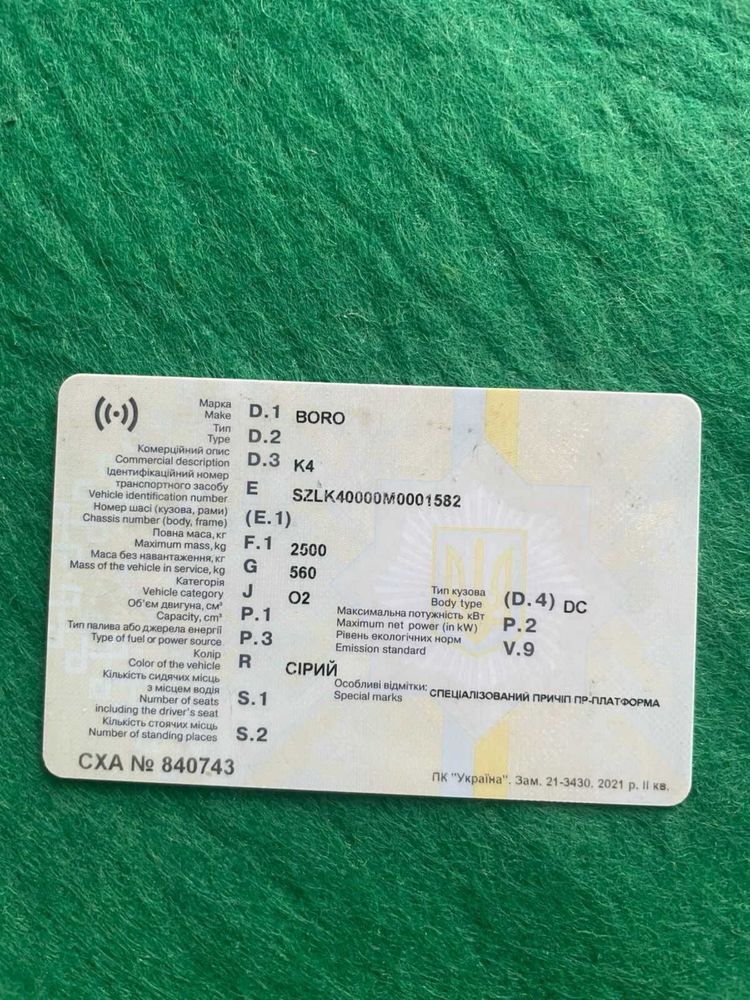 Марка
Make D.1 BORO
Тип
Type D.2
Комерційний опис
Commercial description D.3 K4
Ідентифікаційний номер
транспортного засобу
Vehicle identification number E SZLK40000M0001582
Номер шасі (кузова, рами)
Chassis number (body, frame) (E.1)
Повна маса, кг
Maximum mass, kg F.1 2500
Маса без навантаження, кг
Mass of the vehicle in service, kg G 560
Категорія
Vehicle category J O2
Тип кузова
Body type (D.4) DC
Об'єм двигуна, см³
Capacity, cm³ P.1
Максимальна потужність кВт
Maximum net power (in kW) P.2
Тип палива або джерела енергії
Type of fuel or power source P.3
Рівень екологічних норм
Emission standard V.9
Колір
Color of the vehicle R СІРИЙ
Кількість сидячих місць
з місцем водія
Number of seats
including the driver's seat S.1
Особливі відмітки:
Special marks СПЕЦІАЛІЗОВАНИЙ ПРИЧІП ПР-ПЛАТФОРМА
Кількість стоячих місць
Number of standing places S.2
СХА № 840743
ПК "Україна". Зам. 21-3430. 2021 р. II кв.